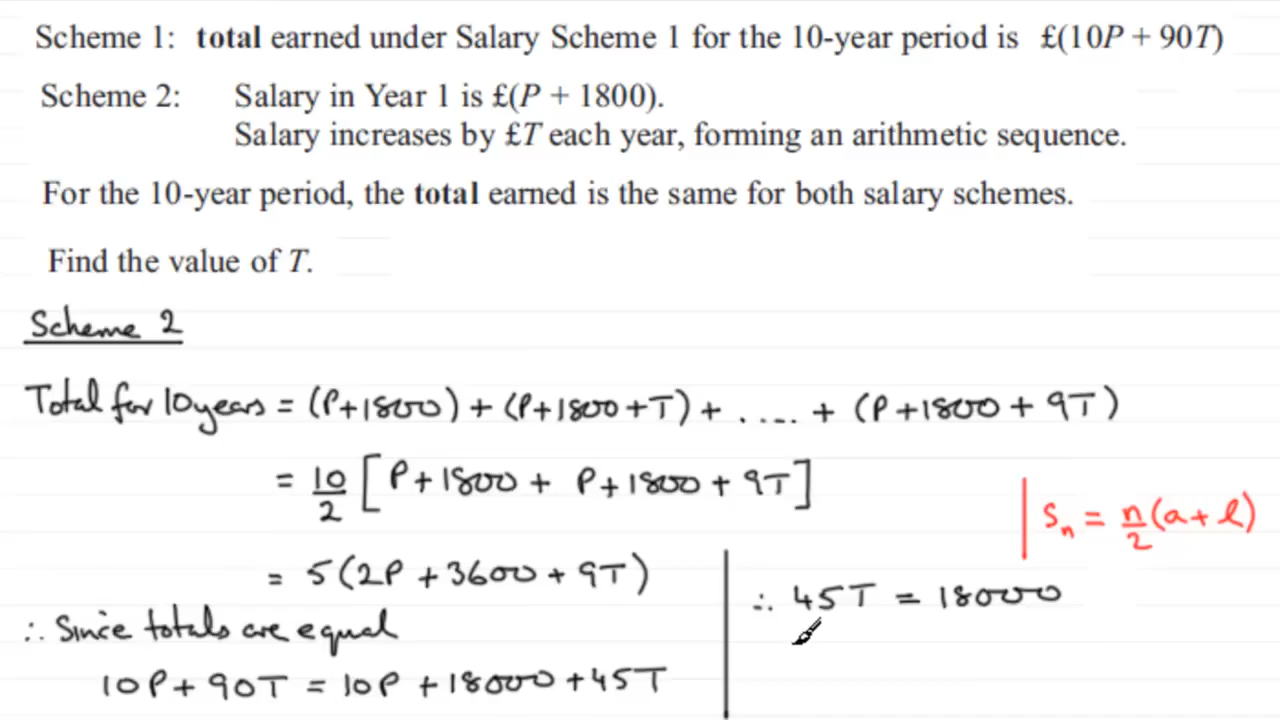 Scheme 1: total earned under Salary Scheme 1 for the 10-year period is £(10P + 90T)
Scheme 2: Salary in Year 1 is £(P + 1800).
Salary increases by £T each year, forming an arithmetic sequence.
For the 10-year period, the total earned is the same for both salary schemes.
Find the value of T.
Scheme 2
Total for 10 years = (P+1800) + (P+1800+T) + ..... + (P+1800+9T)
= 10/2 [P+1800 + P+1800+9T]
= 5(2P+3600+9T)
∴ Since totals are equal
10P+90T = 10P+18000+45T
Sn = n/2 (a+l)
∴ 45T = 18000